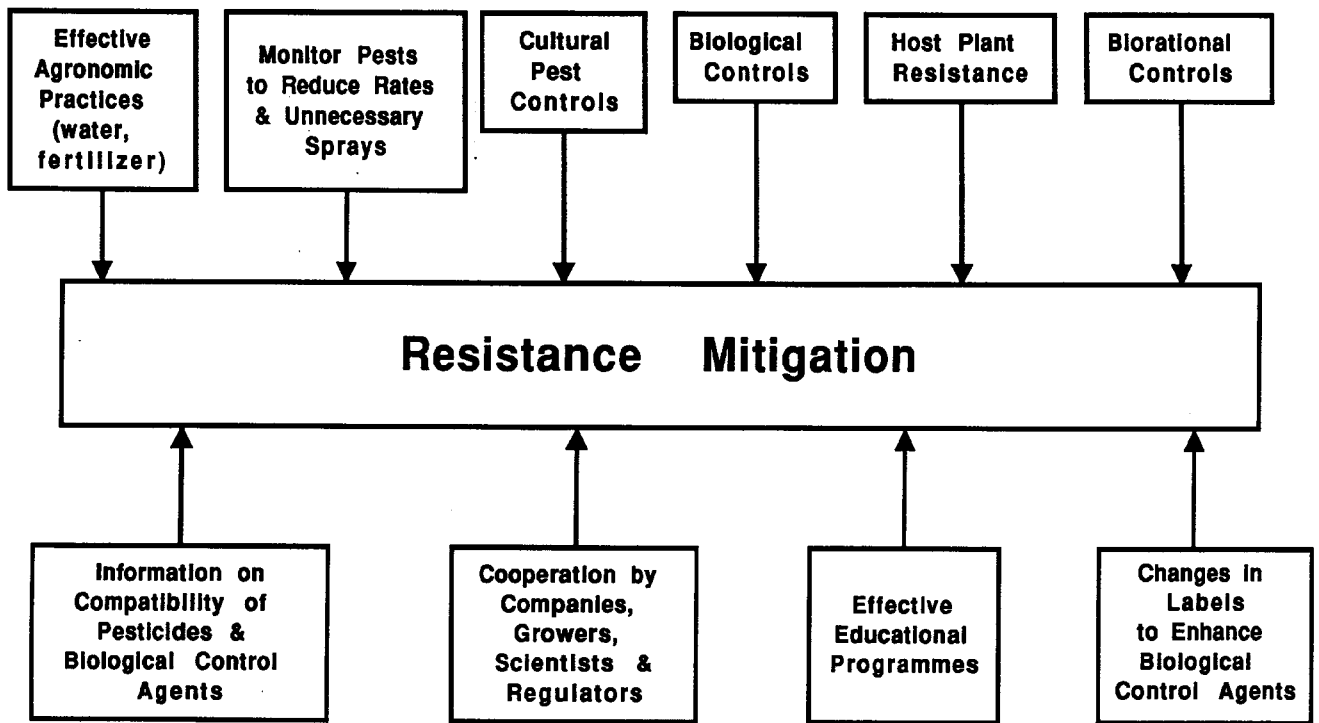 Effective
Agronomic
Practices
(water,
fertilizer)
Monitor Pests
to Reduce Rates
& Unnecessary
Sprays
Cultural
Pest
Controls
Biological
Controls
Host Plant
Resistance
Biorational
Controls
Resistance Mitigation
Information on
Compatibility of
Pesticides &
Biological Control
Agents
Cooperation by
Companies,
Growers,
Scientists &
Regulators
Effective
Educational
Programmes
Changes in
Labels
to Enhance
Biological
Control Agents